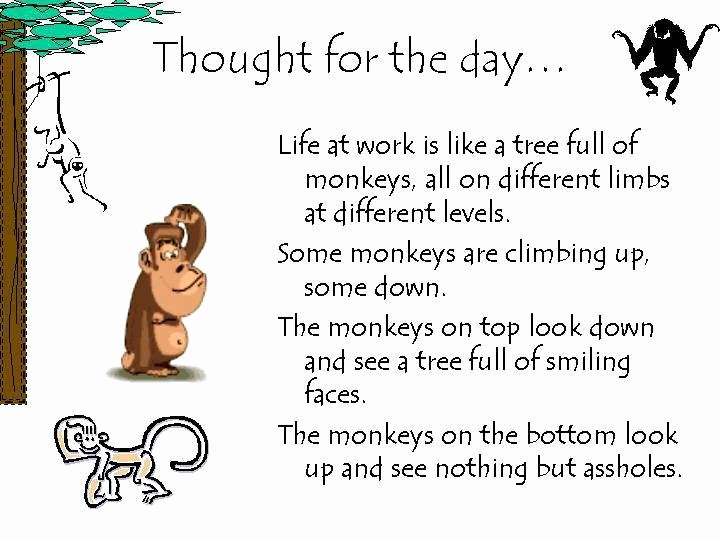 Thought for the day...
Life at work is like a tree full of
monkeys, all on different limbs
at different levels.
Some monkeys are climbing up,
some down.
The monkeys on top look down
and see a tree full of smiling
faces.
The monkeys on the bottom look
up and see nothing but assholes.